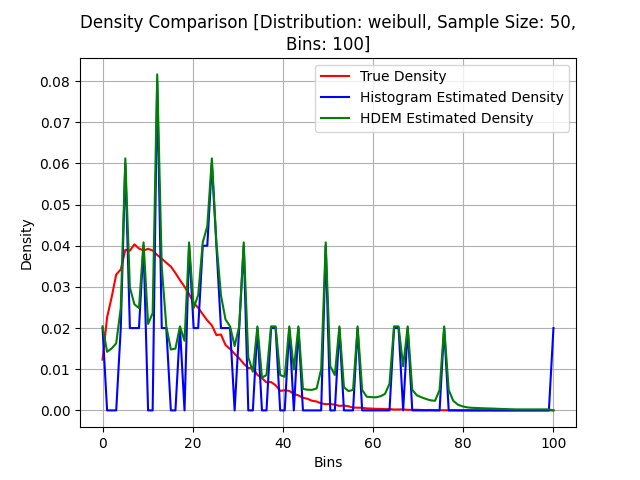 Density Comparison [Distribution: weibull, Sample Size: 50,
Bins: 100]
True Density
Histogram Estimated Density
HDEM Estimated Density
Density
0.08
0.07
0.06
0.05
0.04
0.03
0.02
0.01
0.00
0 20 40 60 80 100
Bins